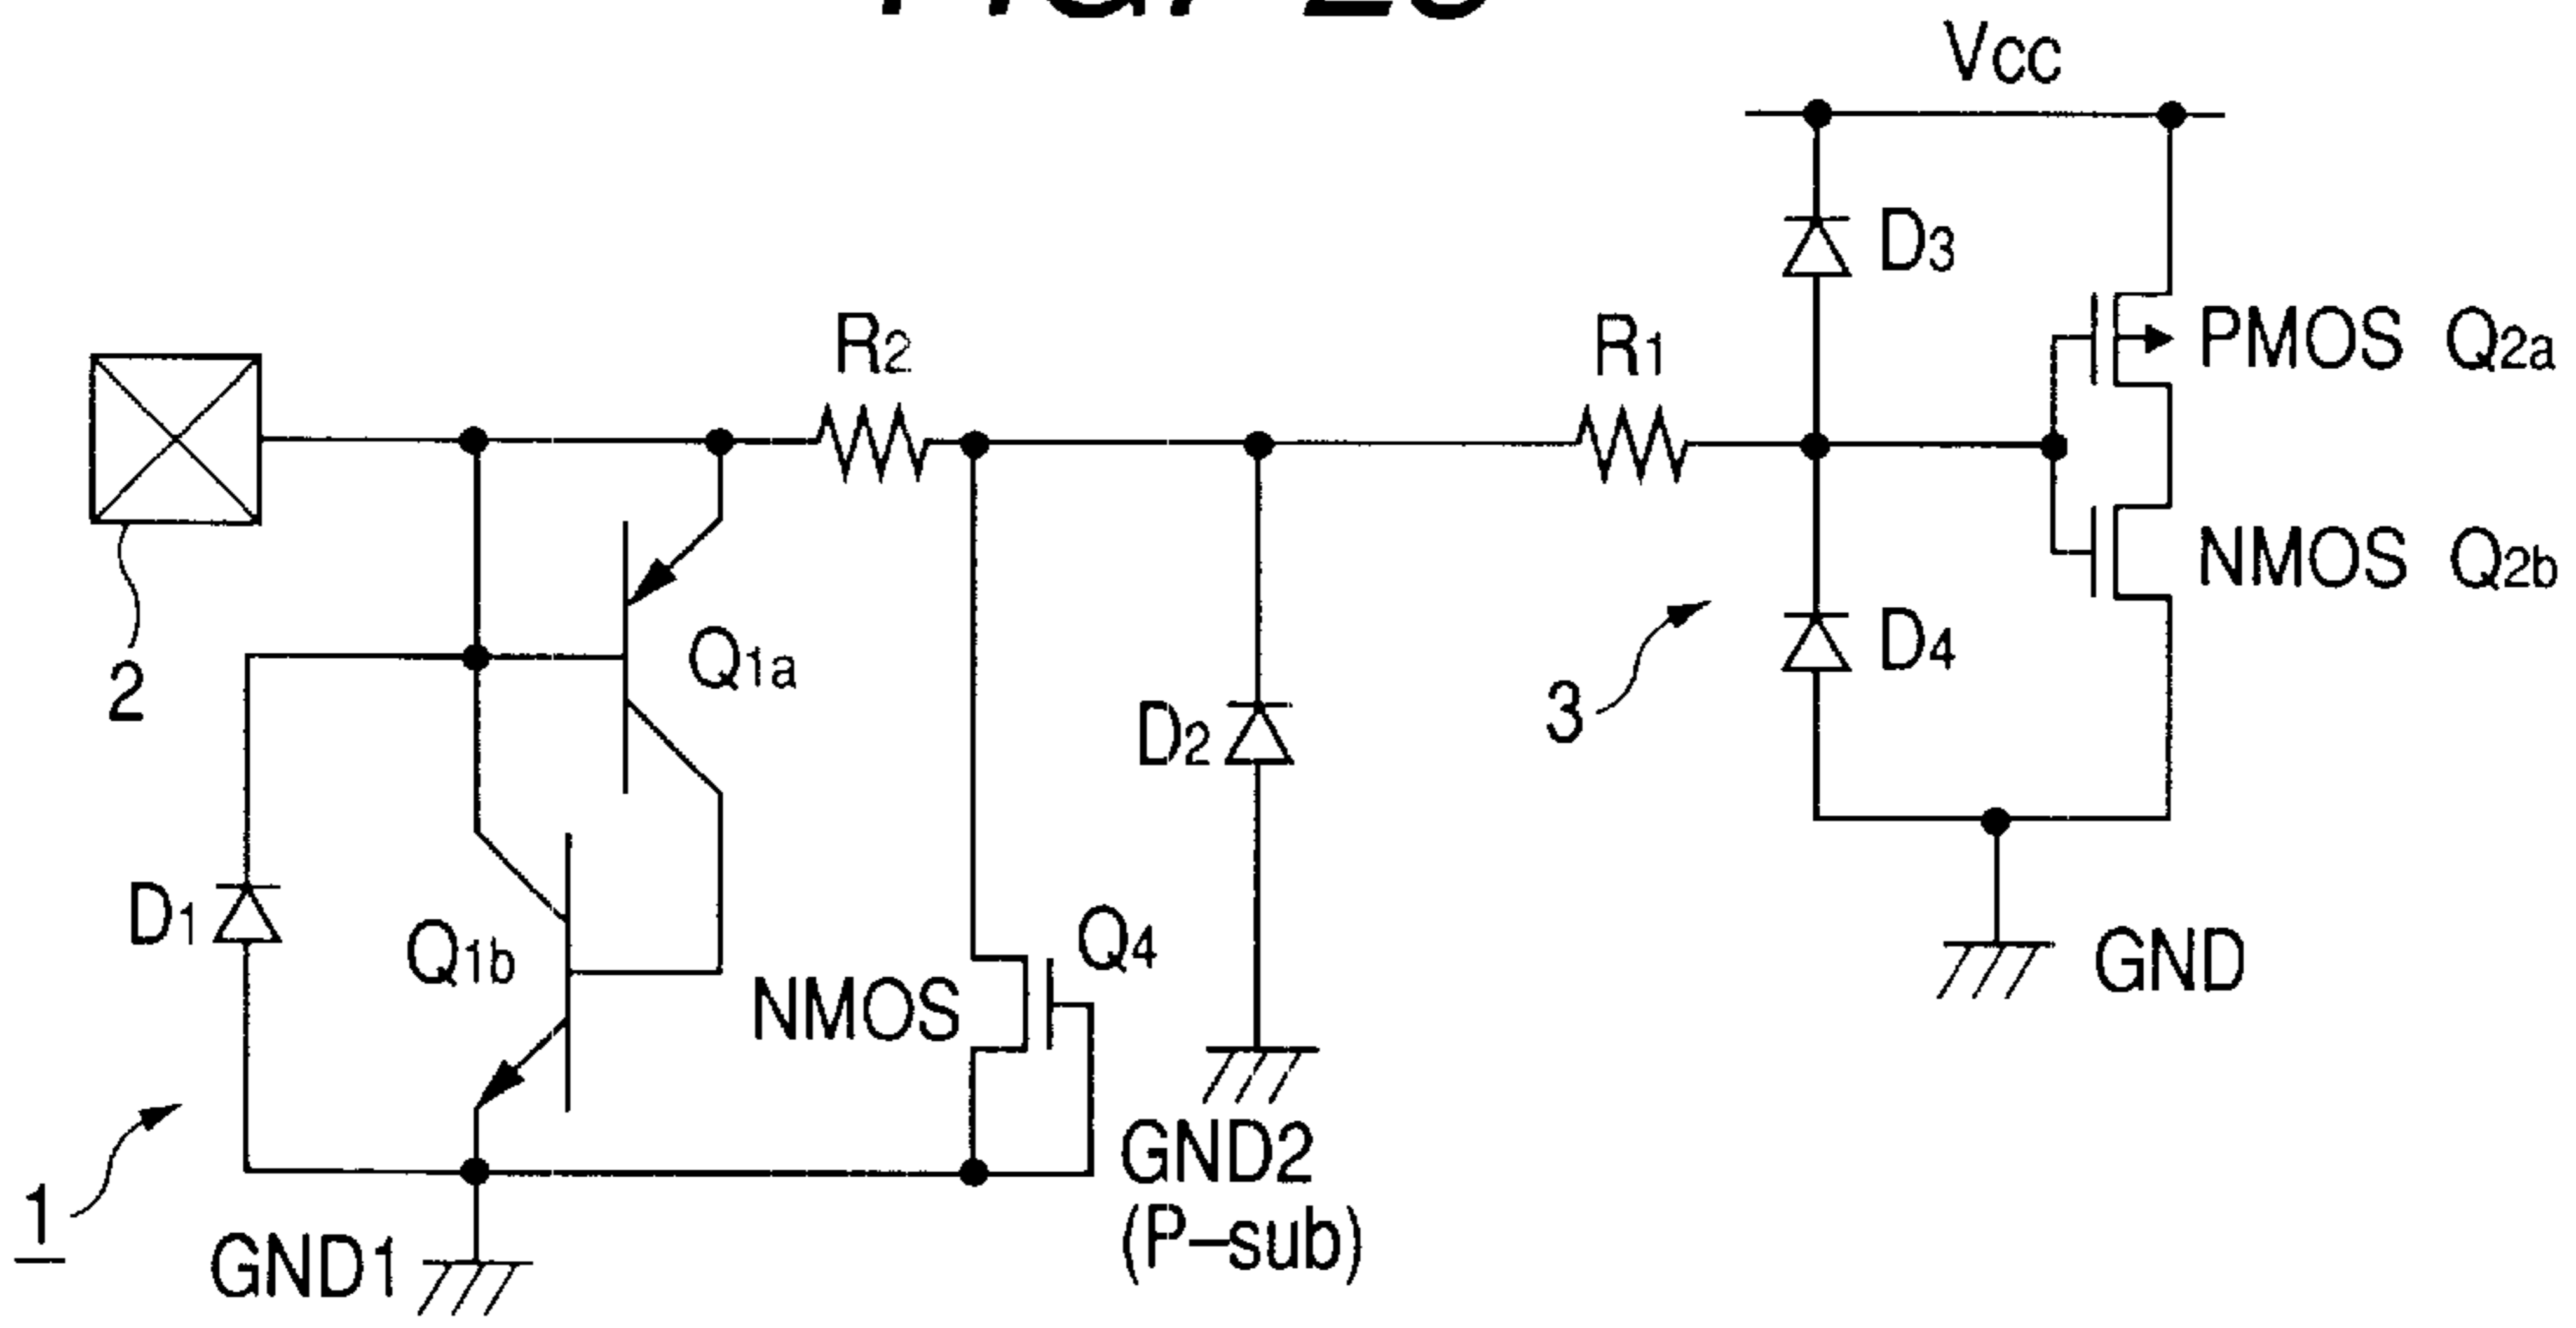 VCC
D3
R2
R1
PMOS Q2a
NMOS Q2b
Q1a
2
D2
3
D4
D1
Q1b
Q4
NMOS
GND
GND2
(P-sub)
1
GND1